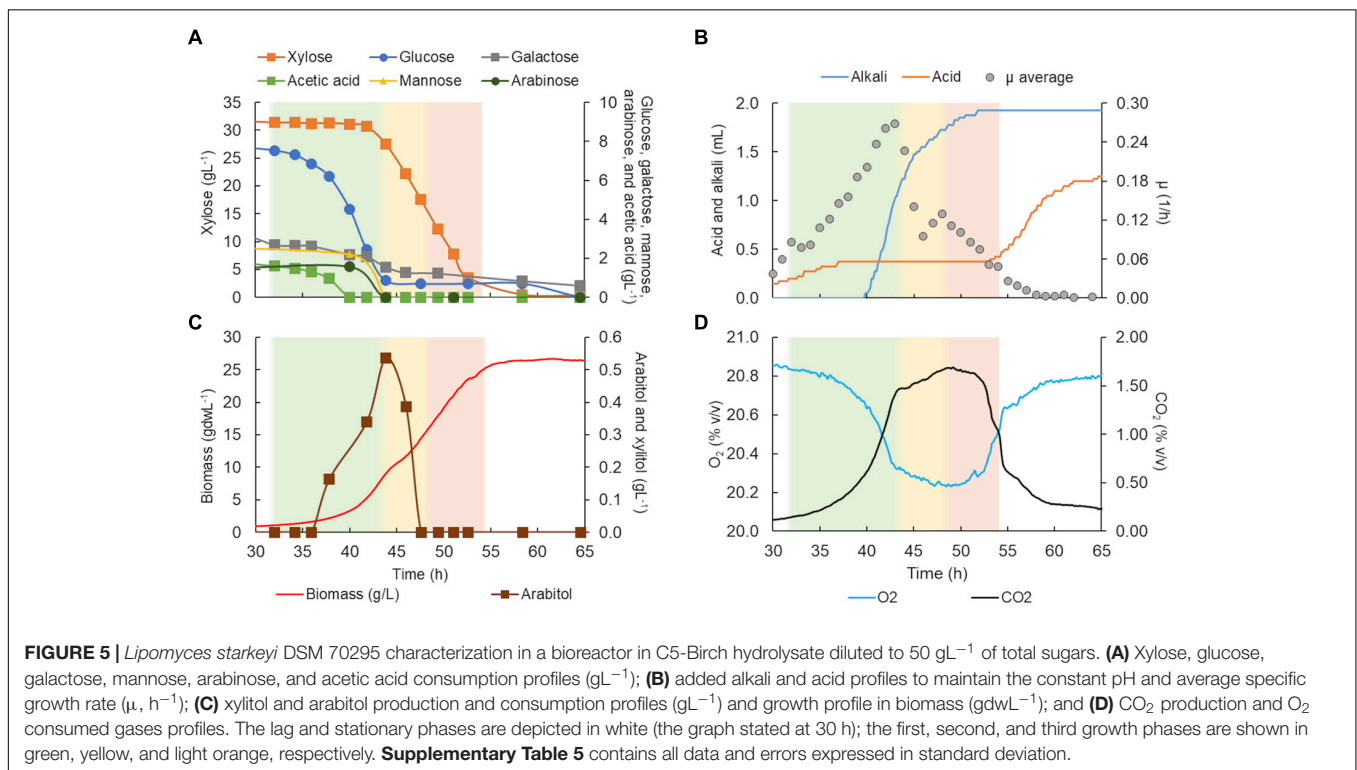 A
Xylose Glucose Galactose
Acetic acid Mannose Arabinose
35
30
25
20
15
10
5
0
Xylose (gL-1)
10
8
6
4
2
0
Glucose, galactose, mannose,
arabinose, and acetic acid (gL-1)
B
Alkali Acid μ average
2.0
1.5
1.0
0.5
0.0
Acid and alkali (mL)
0.30
0.24
0.18
0.12
0.06
0.00
μ (1/h)
C
30
25
20
15
10
5
0
Biomass (gdwL-1)
0.6
0.5
0.4
0.3
0.2
0.1
0.0
Arabitol and xylitol (gL-1)
30 35 40 45 50 55 60 65
Time (h)
Biomass (g/L) Arabitol
D
21.0
20.8
20.6
20.4
20.2
20.0
O2 (% v/v)
2.00
1.50
1.00
0.50
0.00
CO2 (% v/v)
30 35 40 45 50 55 60 65
Time (h)
O2 CO2
FIGURE 5 | Lipomyces starkeyi DSM 70295 characterization in a bioreactor in C5-Birch hydrolysate diluted to 50 gL−1 of total sugars. (A) Xylose, glucose,
galactose, mannose, arabinose, and acetic acid consumption profiles (gL−1); (B) added alkali and acid profiles to maintain the constant pH and average specific
growth rate (μ, h−1); (C) xylitol and arabitol production and consumption profiles (gL−1) and growth profile in biomass (gdwL−1); and (D) CO2 production and O2
consumed gases profiles. The lag and stationary phases are depicted in white (the graph stated at 30 h); the first, second, and third growth phases are shown in
green, yellow, and light orange, respectively. Supplementary Table 5 contains all data and errors expressed in standard deviation.